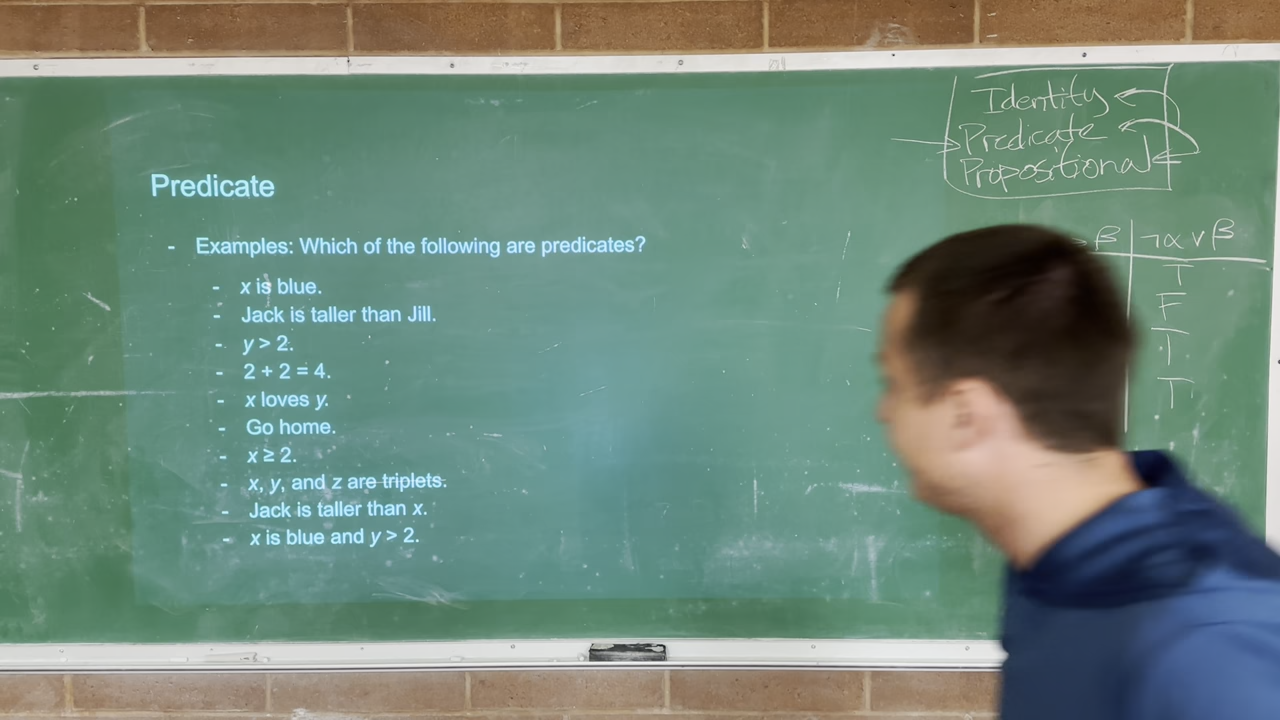 Identity
Predicate
Propositional
Predicate
- Examples: Which of the following are predicates?
- x is blue.
- Jack is taller than Jill.
- y > 2.
- 2 + 2 = 4.
- x loves y.
- Go home.
- x ≥ 2.
- x, y, and z are triplets.
- Jack is taller than x.
- x is blue and y > 2.
β | ¬α ∨ β
T
F
T
T